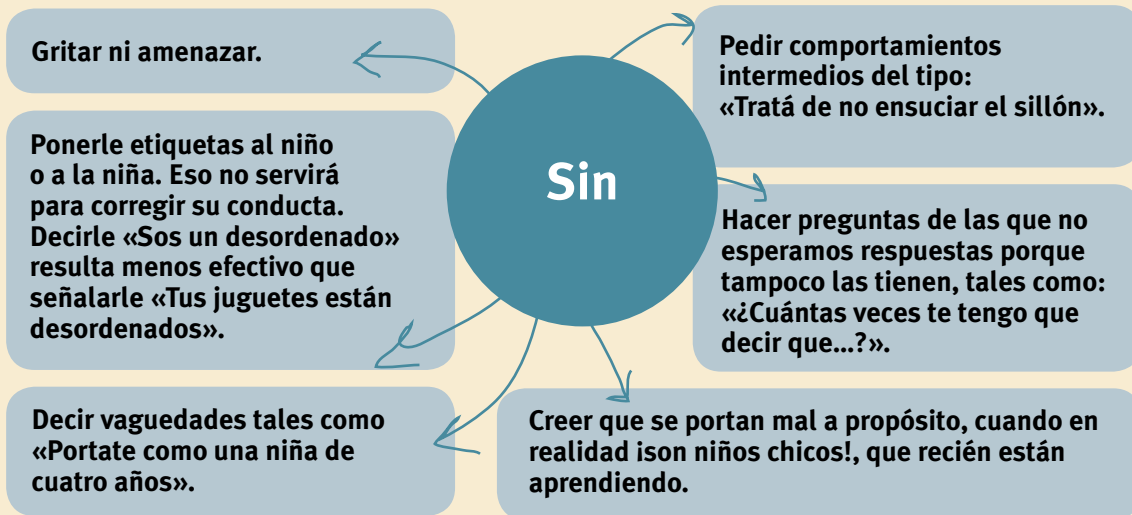 Sin
Gritar ni amenazar.
Ponerle etiquetas al niño
o a la niña. Eso no servirá
para corregir su conducta.
Decirle «Sos un desordenado»
resulta menos efectivo que
señalarle «Tus juguetes están
desordenados».
Decir vaguedades tales como
«Portate como una niña de
cuatro años».
Pedir comportamientos
intermedios del tipo:
«Tratá de no ensuciar el sillón».
Hacer preguntas de las que no
esperamos respuestas porque
tampoco las tienen, tales como:
«¿Cuántas veces te tengo que
decir que...?».
Creer que se portan mal a propósito, cuando en
realidad ¡son niños chicos!, que recién están
aprendiendo.